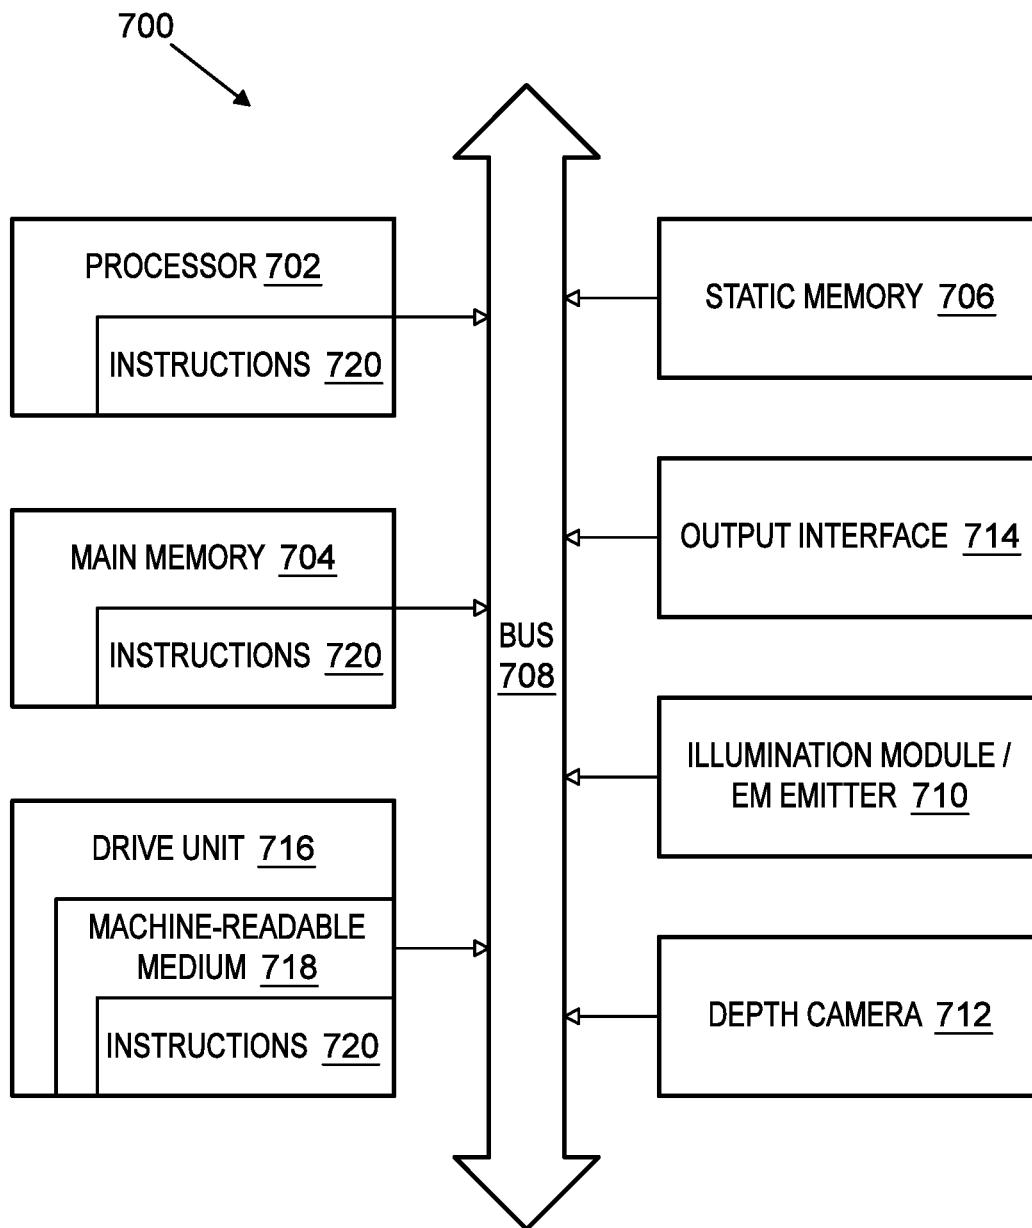 700
PROCESSOR 702
INSTRUCTIONS 720
MAIN MEMORY 704
INSTRUCTIONS 720
DRIVE UNIT 716
MACHINE-READABLE
MEDIUM 718
INSTRUCTIONS 720
BUS
708
STATIC MEMORY 706
OUTPUT INTERFACE 714
ILLUMINATION MODULE /
EM EMITTER 710
DEPTH CAMERA 712